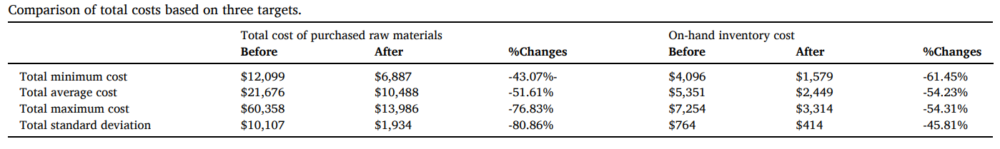 Comparison of total costs based on three targets.
Total cost of purchased raw materials On-hand inventory cost
Before After %Changes Before After %Changes
Total minimum cost $12,099 $6,887 -43.07%- $4,096 $1,579 -61.45%
Total average cost $21,676 $10,488 -51.61% $5,351 $2,449 -54.23%
Total maximum cost $60,358 $13,986 -76.83% $7,254 $3,314 -54.31%
Total standard deviation $10,107 $1,934 -80.86% $764 $414 -45.81%